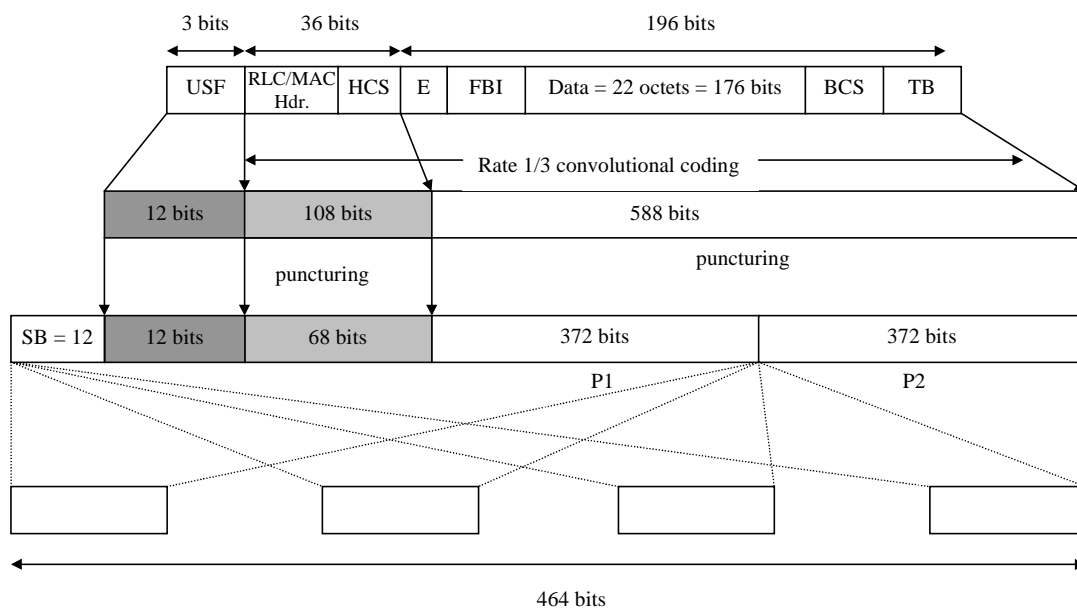 3 bits 36 bits 196 bits
USF RLC/MAC Hdr. HCS E FBI Data = 22 octets = 176 bits BCS TB
Rate 1/3 convolutional coding
12 bits 108 bits 588 bits
puncturing puncturing
SB = 12 12 bits 68 bits 372 bits 372 bits
P1 P2
464 bits